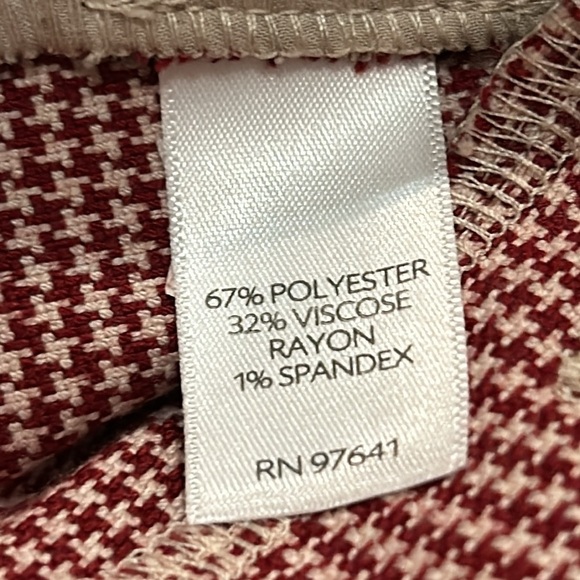 67% POLYESTER
32% VISCOSE
RAYON
1% SPANDEX
RN 97641